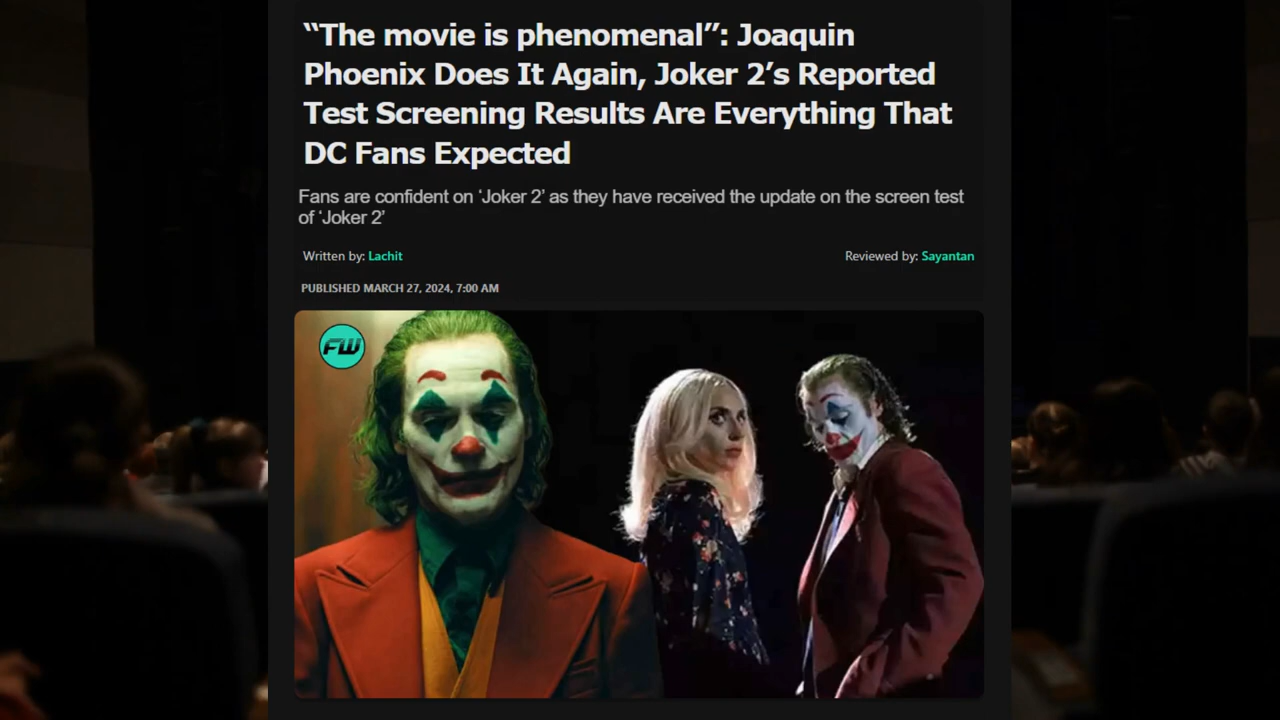 “The movie is phenomenal”: Joaquin
Phoenix Does It Again, Joker 2’s Reported
Test Screening Results Are Everything That
DC Fans Expected
Fans are confident on ‘Joker 2’ as they have received the update on the screen test
of ‘Joker 2’
Written by: Lachit
Reviewed by: Sayantan
PUBLISHED MARCH 27, 2024, 7:00 AM
FW